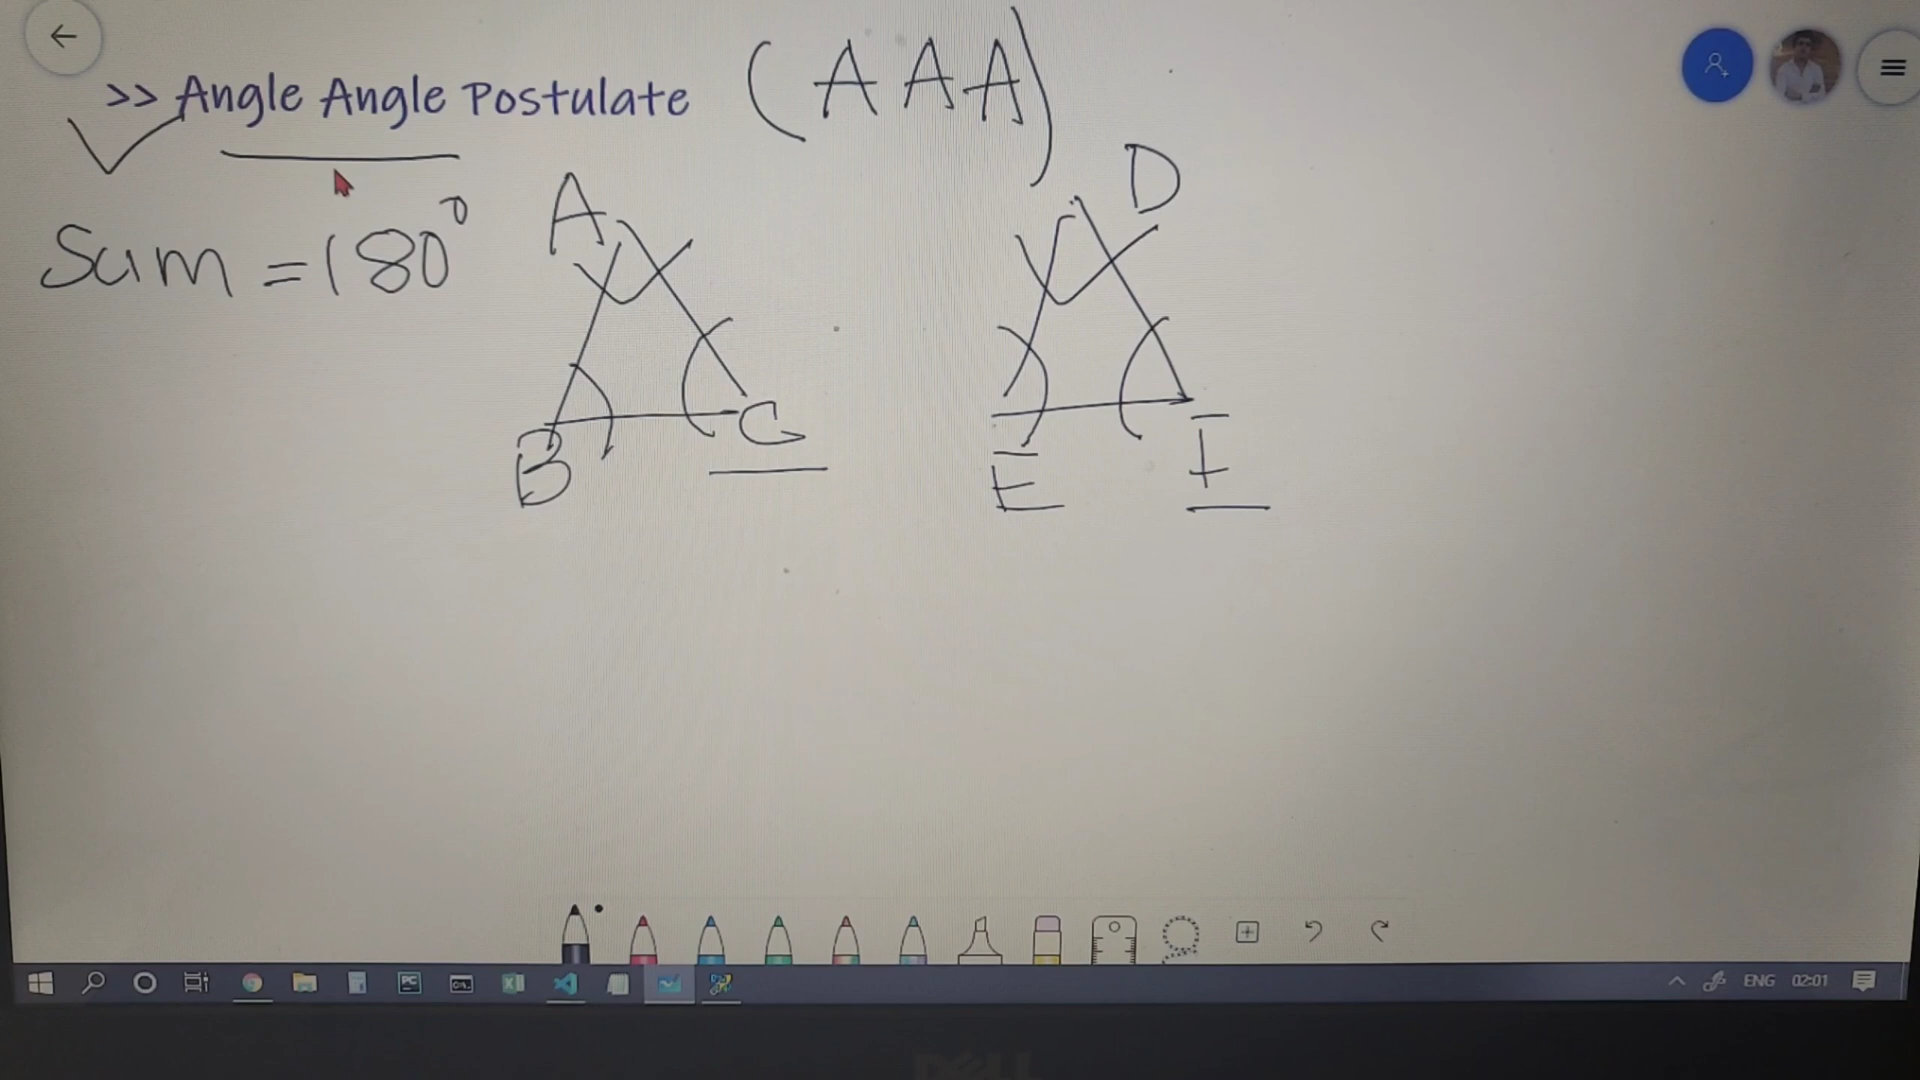 >> Angle Angle Postulate (AAA)
Sum = 180°
A
D
B
C
E
F
ENG 02:01